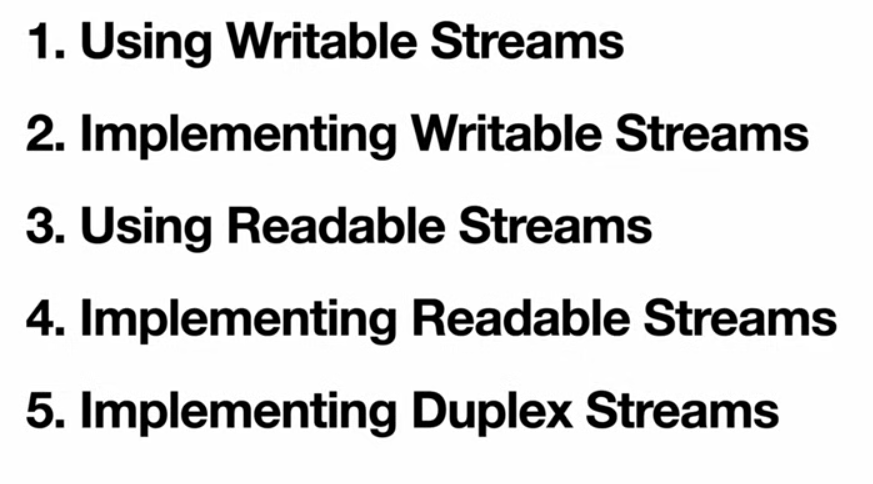 1. Using Writable Streams
2. Implementing Writable Streams
3. Using Readable Streams
4. Implementing Readable Streams
5. Implementing Duplex Streams